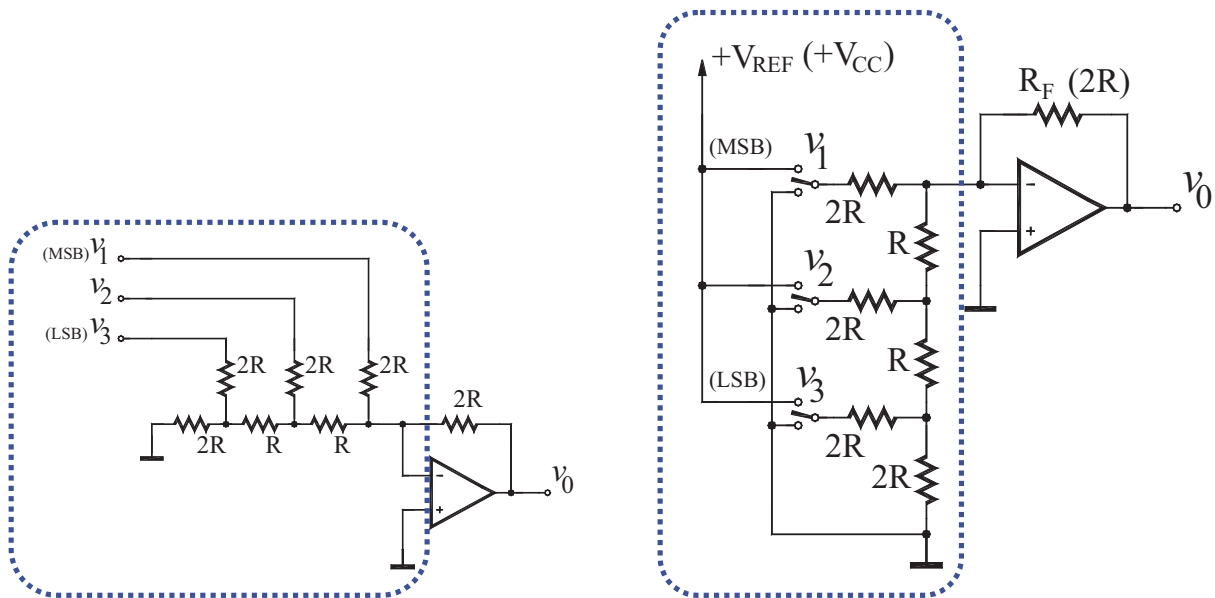 (MSB) v1
v2
(LSB) v3
2R
2R
2R
2R
2R
R
R
−
+
v0
+VREF (+VCC)
RF (2R)
(MSB)
v1
2R
−
+
v0
R
v2
2R
R
(LSB)
v3
2R
2R